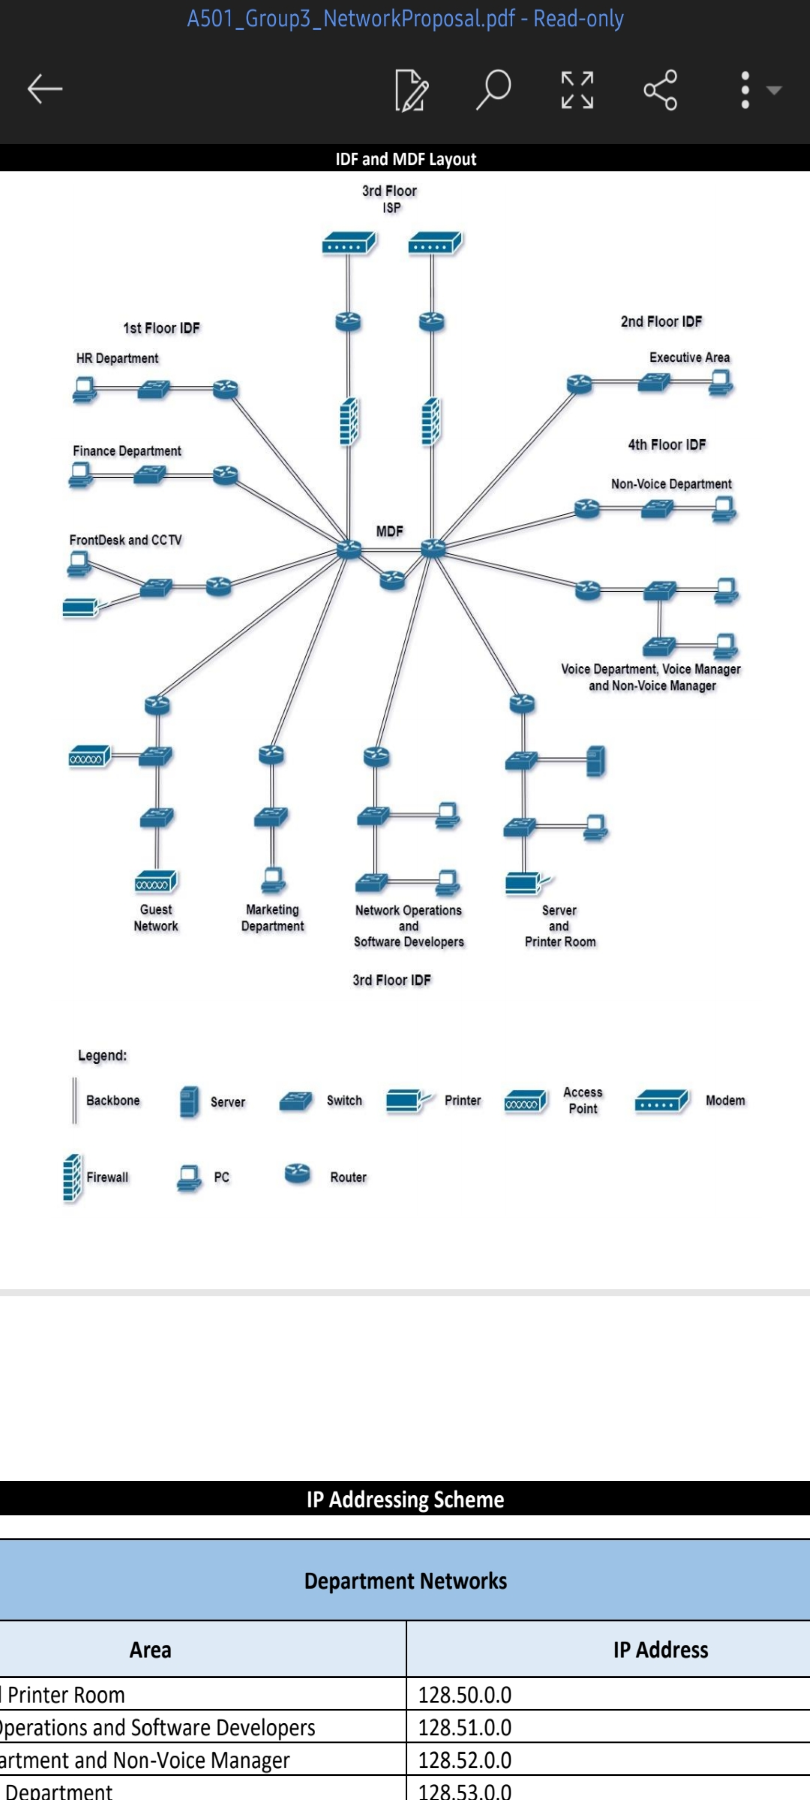 A501_Group3_NetworkProposal.pdf - Read-only
IDF and MDF Layout
3rd Floor
ISP
1st Floor IDF
2nd Floor IDF
HR Department
Executive Area
4th Floor IDF
Finance Department
Non-Voice Department
MDF
FrontDesk and CCTV
Voice Department, Voice Manager
and Non-Voice Manager
Guest
Network
Marketing
Department
Network Operations
and
Software Developers
Server
and
Printer Room
3rd Floor IDF
Legend:
Backbone
Server
Switch
Printer
Access
Point
Modem
Firewall
PC
Router
IP Addressing Scheme
Department Networks
Area
IP Address
Printer Room
128.50.0.0
Operations and Software Developers
128.51.0.0
artment and Non-Voice Manager
128.52.0.0
Department
128.53.0.0